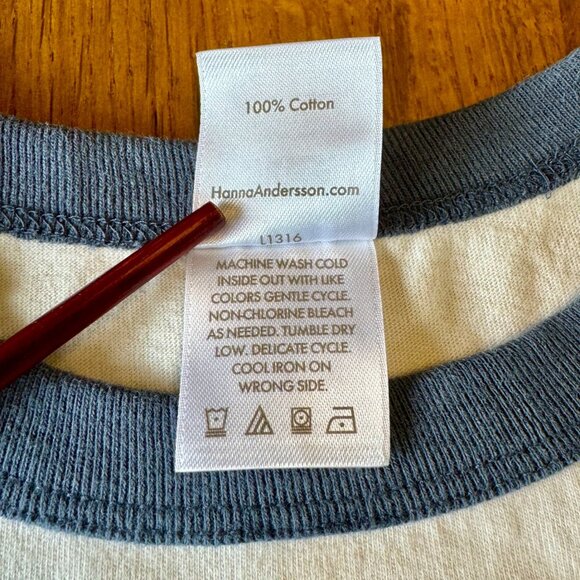 100% Cotton
HannaAndersson.com
L1316
MACHINE WASH COLD
INSIDE OUT WITH LIKE
COLORS GENTLE CYCLE.
NON-CHLORINE BLEACH
AS NEEDED. TUMBLE DRY
LOW. DELICATE CYCLE.
COOL IRON ON
WRONG SIDE.